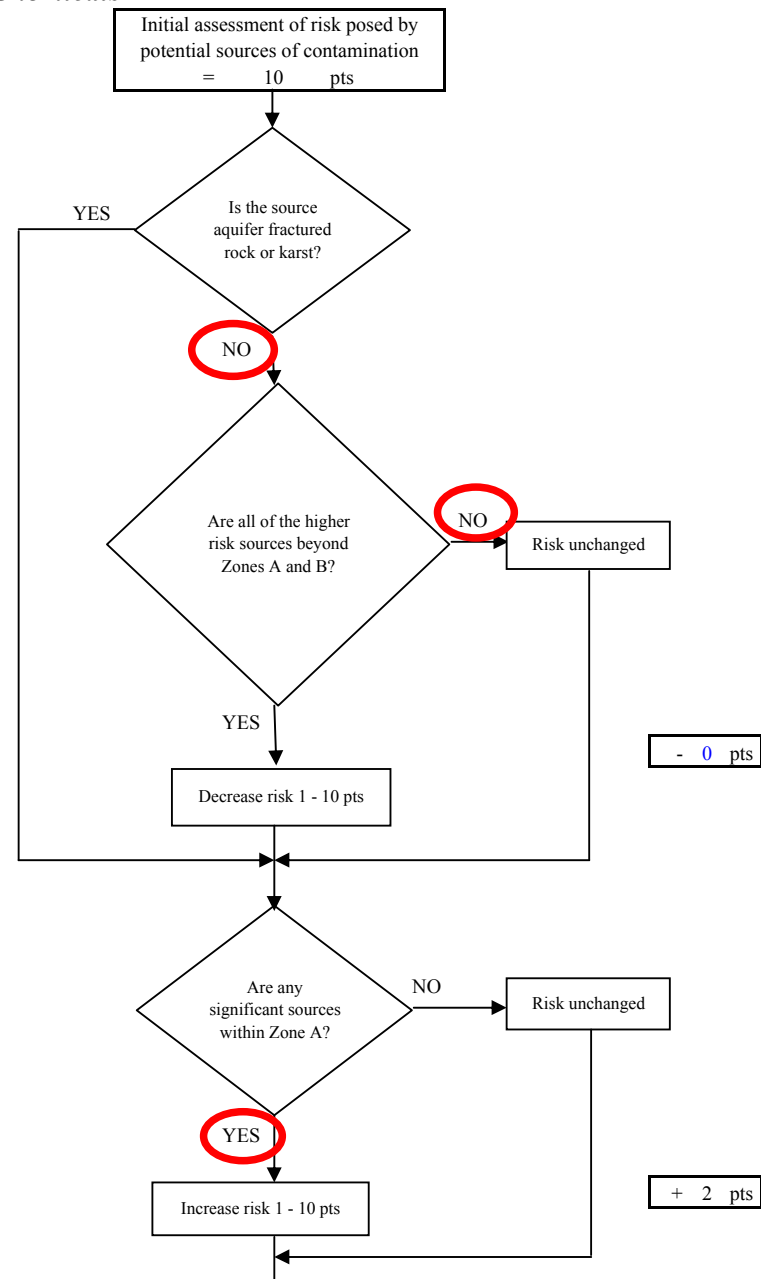 Initial assessment of risk posed by
potential sources of contamination
= 10 pts
YES
Is the source
aquifer fractured
rock or karst?
NO
Are all of the higher
risk sources beyond
Zones A and B?
NO
Risk unchanged
YES
- 0 pts
Decrease risk 1 - 10 pts
Are any
significant sources
within Zone A?
NO
Risk unchanged
YES
+ 2 pts
Increase risk 1 - 10 pts